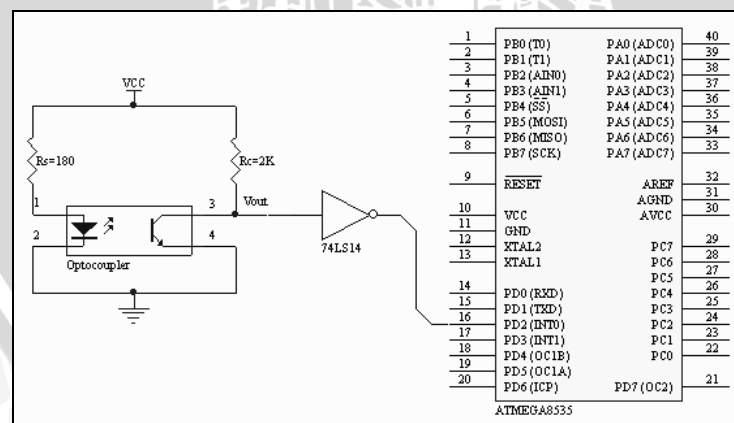 VCC
Rs=180
Rc=2K
1
2
3
4
Vout
Optocoupler
74LS14
1 PB0 (T0) PA0 (ADC0) 40
2 PB1 (T1) PA1 (ADC1) 39
3 PB2 (AIN0) PA2 (ADC2) 38
4 PB3 (AIN1) PA3 (ADC3) 37
5 PB4 (SS) PA4 (ADC4) 36
6 PB5 (MOSI) PA5 (ADC5) 35
7 PB6 (MISO) PA6 (ADC6) 34
8 PB7 (SCK) PA7 (ADC7) 33
9 RESET AREF 32
AGND 31
10 VCC AVCC 30
11 GND
12 XTAL2 PC7 29
13 XTAL1 PC6 28
PC5 27
14 PD0 (RXD) PC4 26
15 PD1 (TXD) PC3 25
16 PD2 (INT0) PC2 24
17 PD3 (INT1) PC1 23
18 PD4 (OC1B) PC0 22
19 PD5 (OC1A)
20 PD6 (ICP) PD7 (OC2) 21
ATMEGA8535